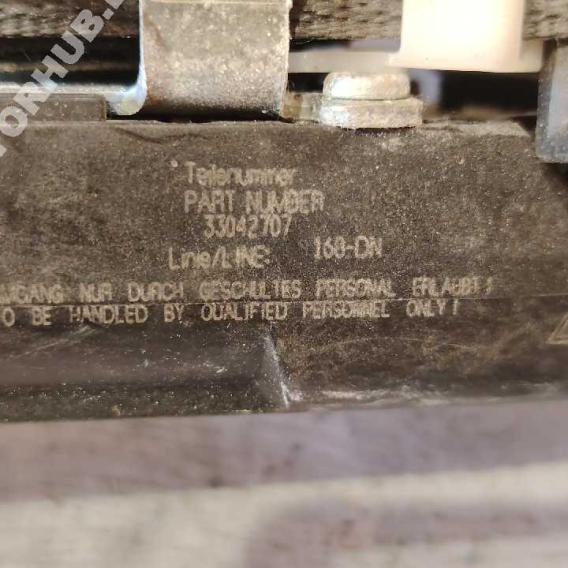 Teilenummer
PART NUMBER
33042707
Line/LINE: 160-DN
NUR DURCH GESCHULTES PERSONAL ERLAUBT!
O BE HANDLED BY QUALIFIED PERSONNEL ONLY!